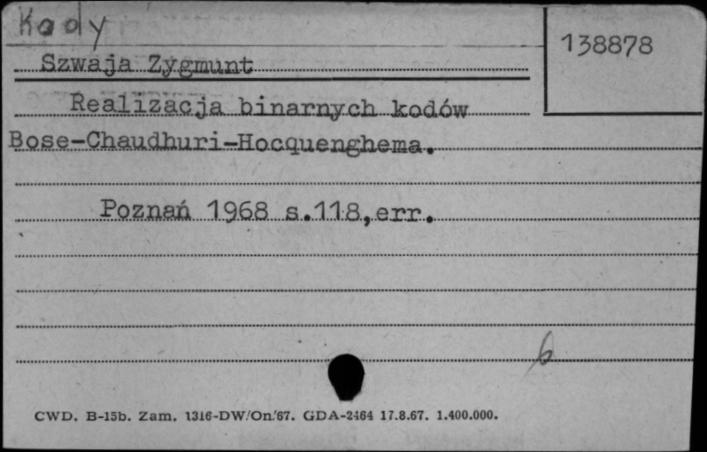 Kody
138878
Szwaja Zygmunt
Realizacja binarnych kodów
Bose-Chaudhuri-Hocquenghema.
Poznań 1968 s.118,err.
6
CWD. B-15b. Zam. 1316-DW/On/67. GDA-2464 17.8.67. 1.400.000.